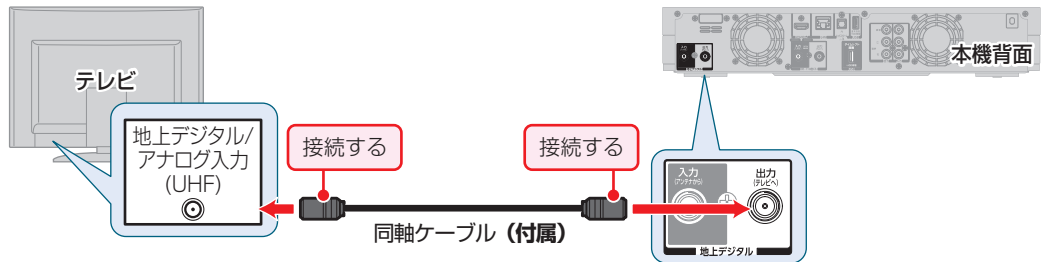 テレビ
本機背面
地上デジタル/
アナログ入力
(UHF)
接続する
接続する
同軸ケーブル(付属)
入力
(アンテナから)
出力
(テレビへ)
地上デジタル